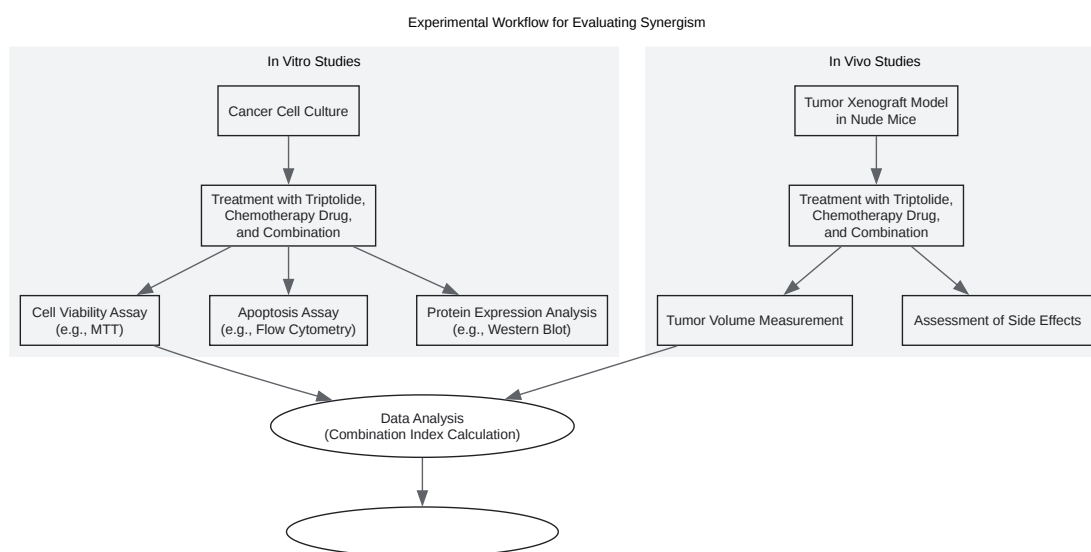 Experimental Workflow for Evaluating Synergism
In Vitro Studies
Cancer Cell Culture
Treatment with Triptolide,
Chemotherapy Drug,
and Combination
Cell Viability Assay
(e.g., MTT)
Apoptosis Assay
(e.g., Flow Cytometry)
Protein Expression Analysis
(e.g., Western Blot)
In Vivo Studies
Tumor Xenograft Model
in Nude Mice
Treatment with Triptolide,
Chemotherapy Drug,
and Combination
Tumor Volume Measurement
Assessment of Side Effects
Data Analysis
(Combination Index Calculation)